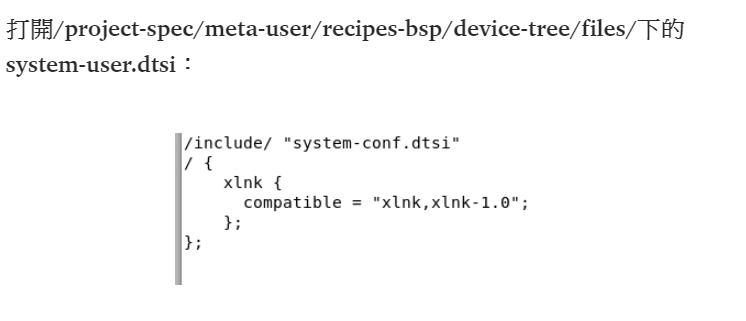 打開/project-spec/meta-user/recipes-bsp/device-tree/files/下的
system-user.dtsi：
/include/ "system-conf.dtsi"
/ {
    xlnk {
      compatible = "xlnk,xlnk-1.0";
    };
};